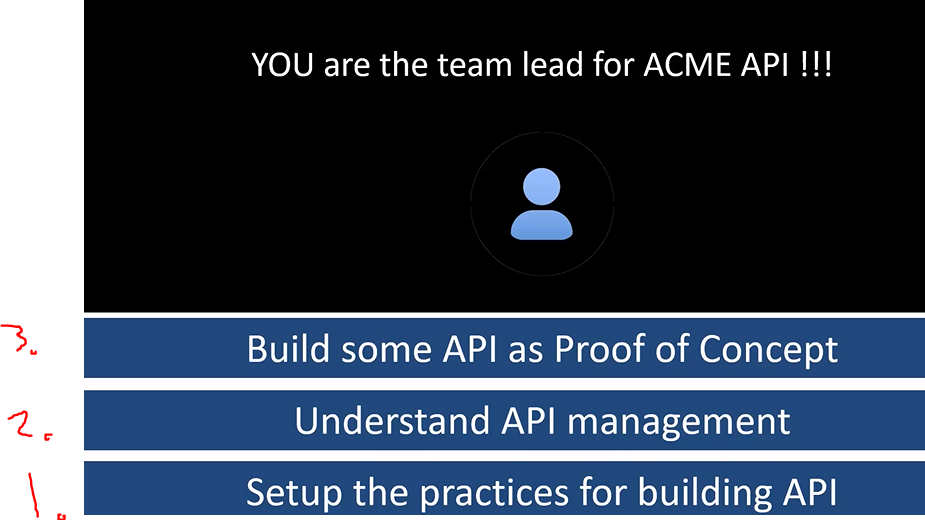 YOU are the team lead for ACME API !!!
3. Build some API as Proof of Concept
2. Understand API management
1. Setup the practices for building API